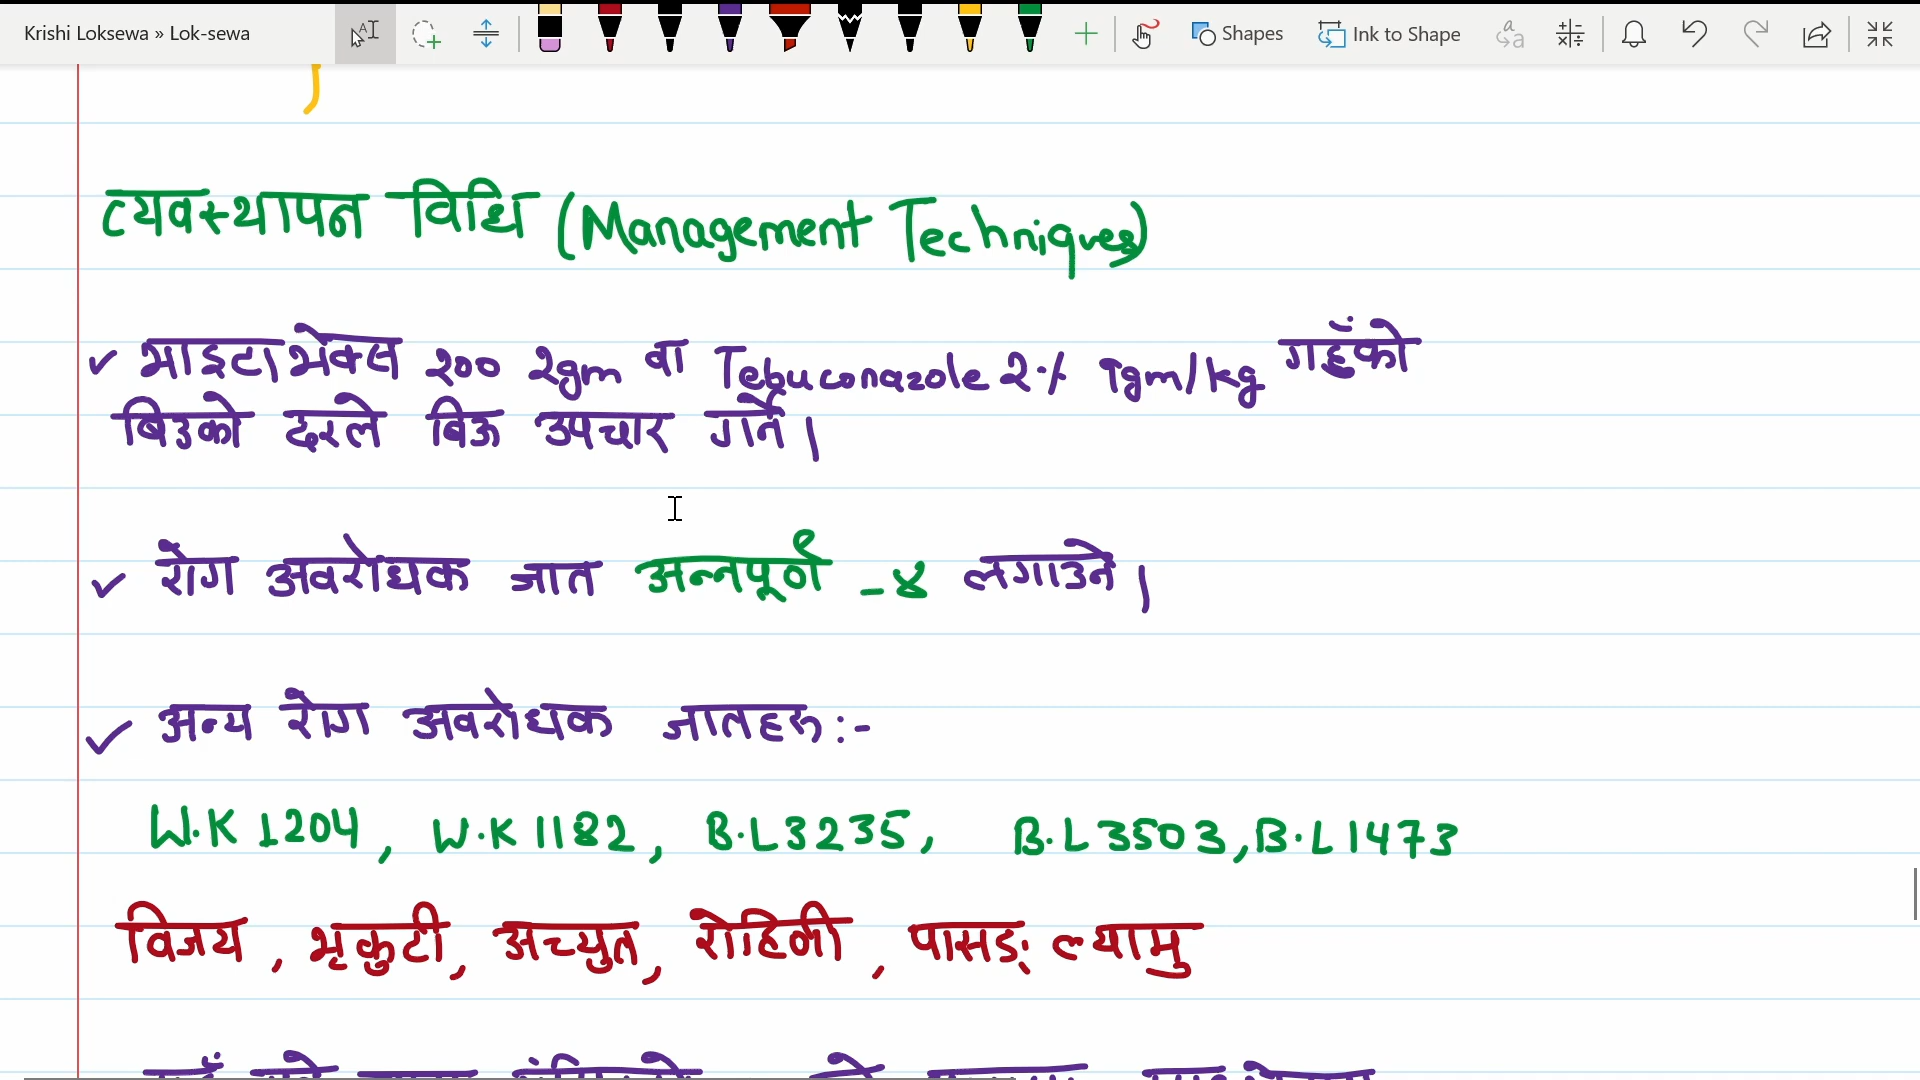 Krishi Loksewa » Lok-sewa
Shapes
Ink to Shape
व्यवस्थापन विधि (Management Techniques)
✓ भाइटाभेक्स २०० 2gm वा Tebuconazole 2% 1gm/kg गहुँको
बिउको दरले बिऊ उपचार गर्ने।
✓ रोग अवरोधक जात अन्नपूर्ण -४ लगाउने।
✓ अन्य रोग अवरोधक जातहरु :-
W.K 1204, W.K 1182, B.L 3235, B.L 3503, B.L 1473
विजय, भृकुटी, अच्युत, रोहिणी, पासाङ ल्यामु